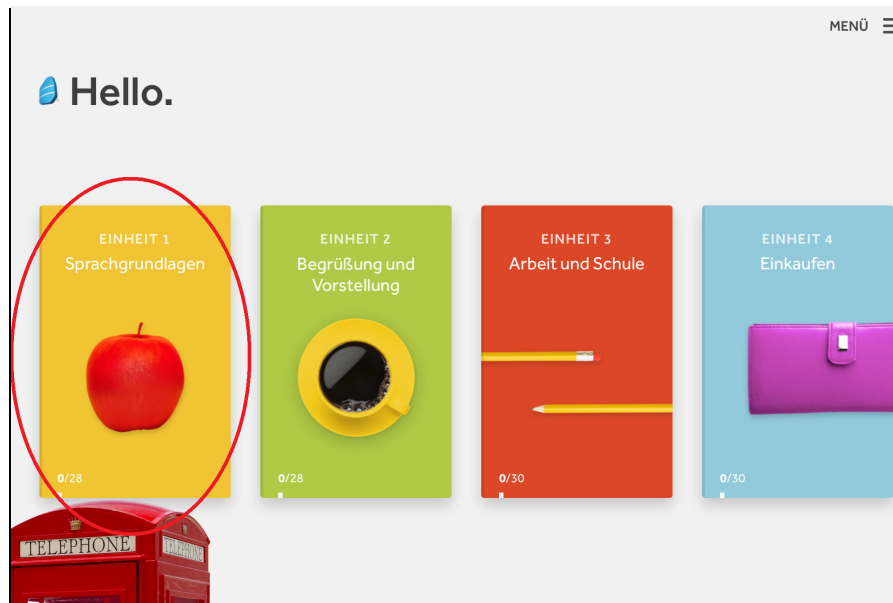 MENÜ
Hello.
EINHEIT 1
Sprachgrundlagen
0/28
EINHEIT 2
Begrüßung und
Vorstellung
0/28
EINHEIT 3
Arbeit und Schule
0/30
EINHEIT 4
Einkaufen
0/30
TELEPHONE
TELEPHONE